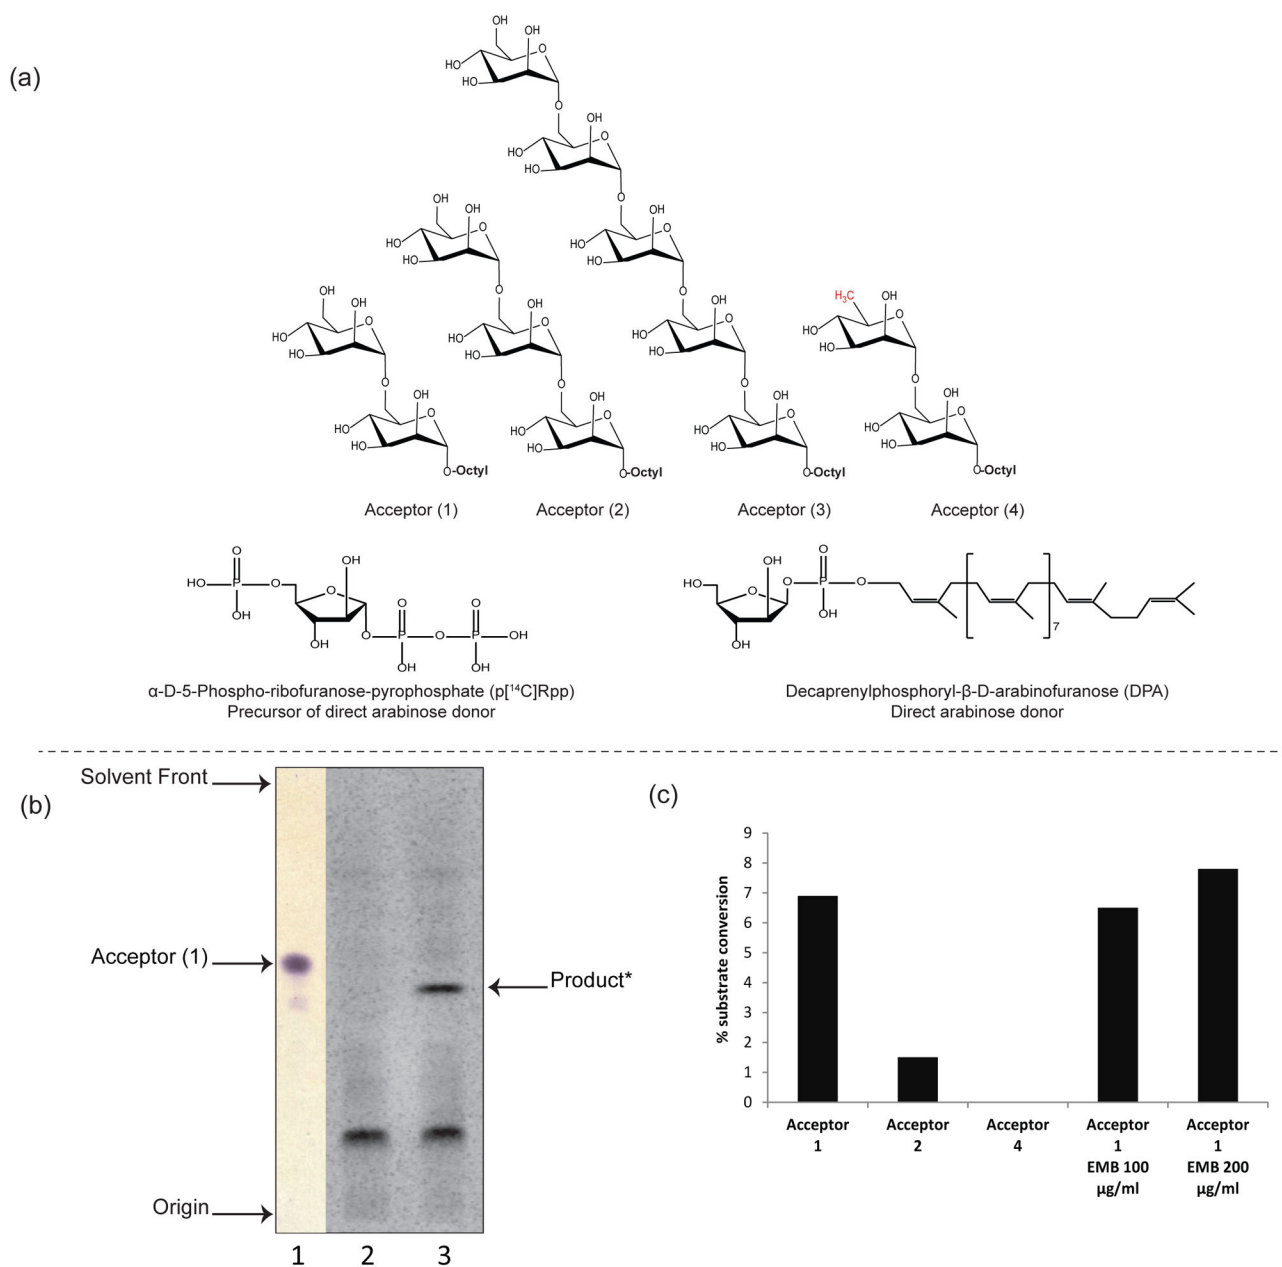 (a)
OH
OH
O
HO
HO
O
OH
O
HO
HO
O
OH
OH
O
HO
HO
O
OH
O
HO
HO
O
OH
OH
O
HO
HO
O
OH
O
HO
HO
O
OH
O
HO
HO
O
H₃C
OH
O
HO
HO
O
OH
O
HO
HO
O-Octyl
OH
O
HO
HO
O-Octyl
OH
O
HO
HO
O-Octyl
OH
O
HO
HO
O-Octyl
Acceptor (1)
Acceptor (2)
Acceptor (3)
Acceptor (4)
O
HO
P
O
OH
O
OH
OH
O
P
O
OH
O
P
O
OH
OH
HO
O
OH
OH
O
P
O
OH
O
7
α-D-5-Phospho-ribofuranose-pyrophosphate (p[¹⁴C]Rpp)
Precursor of direct arabinose donor
Decaprenylphosphoryl-β-D-arabinofuranose (DPA)
Direct arabinose donor
(b)
Solvent Front
Acceptor (1)
Product*
Origin
1 2 3
(c)
% substrate conversion
9
8
7
6
5
4
3
2
1
0
Acceptor
1
Acceptor
2
Acceptor
4
Acceptor
1
EMB 100
µg/ml
Acceptor
1
EMB 200
µg/ml